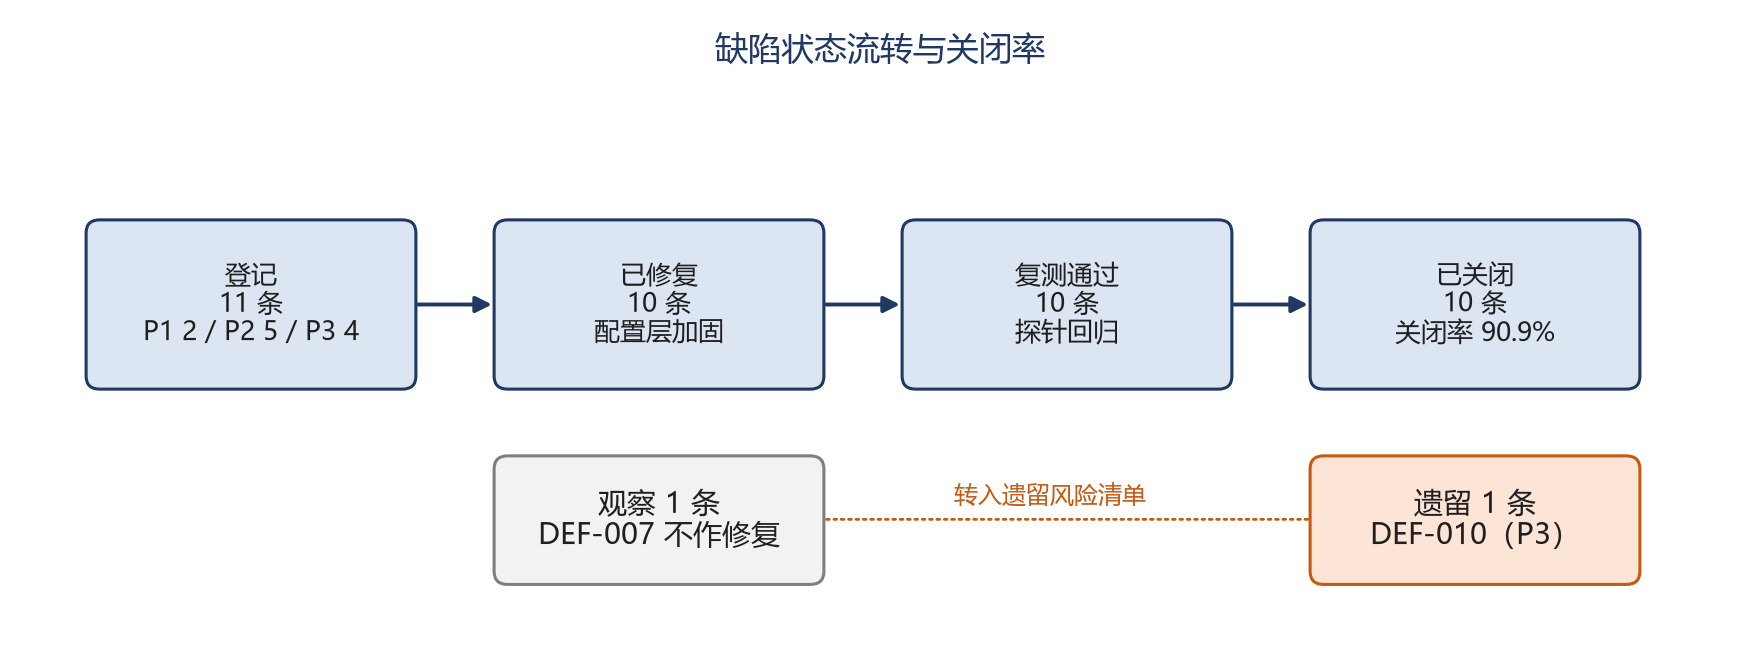 缺陷状态流转与关闭率
登记
11 条
P1 2 / P2 5 / P3 4
已修复
10 条
配置层加固
复测通过
10 条
探针回归
已关闭
10 条
关闭率 90.9%
观察 1 条
DEF-007 不作修复
转入遗留风险清单
遗留 1 条
DEF-010（P3）